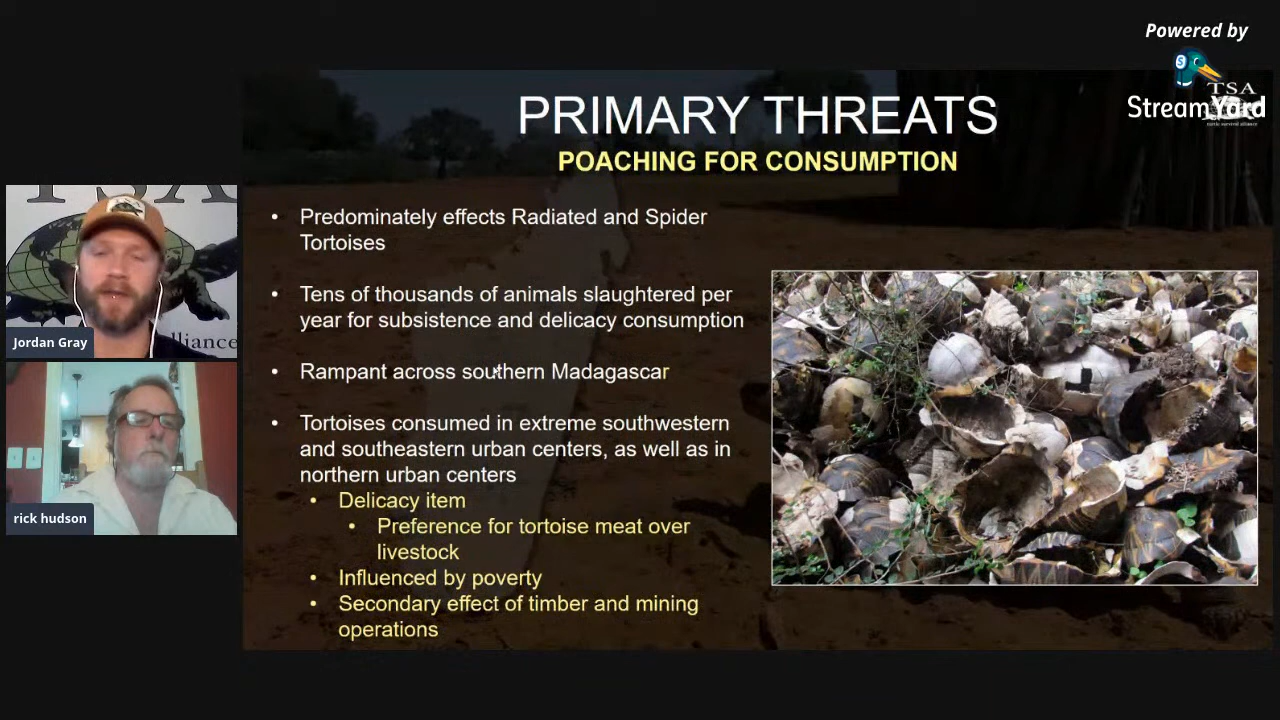 Powered by
StreamYard
TSA
PRIMARY THREATS
POACHING FOR CONSUMPTION
• Predominately effects Radiated and Spider
Tortoises
• Tens of thousands of animals slaughtered per
year for subsistence and delicacy consumption
• Rampant across southern Madagascar
• Tortoises consumed in extreme southwestern
and southeastern urban centers, as well as in
northern urban centers
• Delicacy item
• Preference for tortoise meat over
livestock
• Influenced by poverty
• Secondary effect of timber and mining
operations
TSA
lliance
Jordan Gray
rick hudson